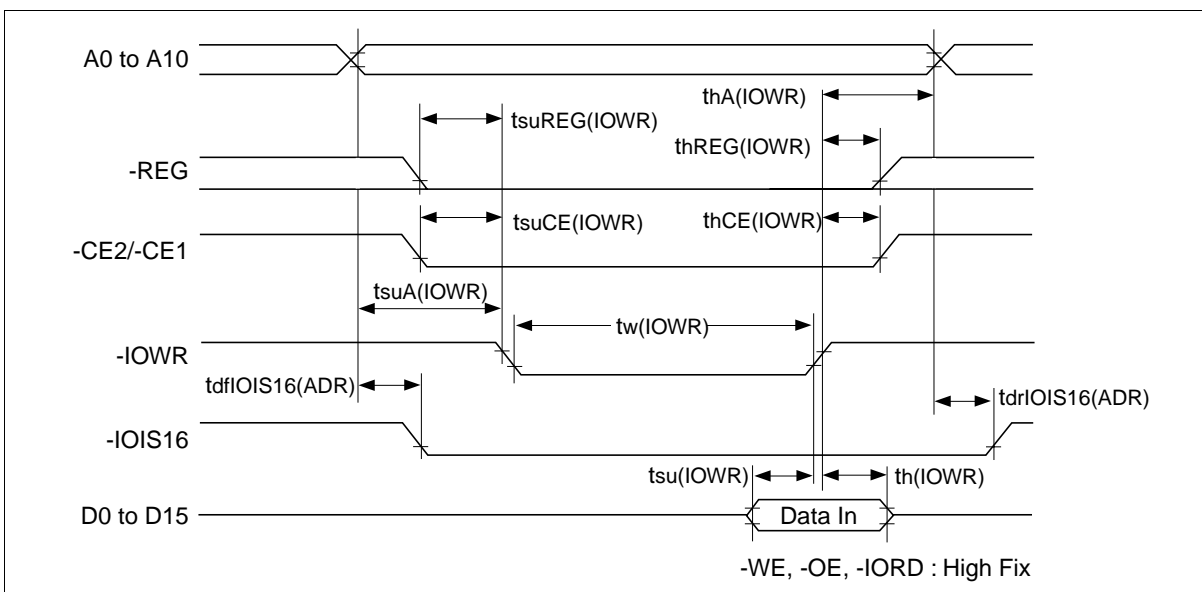 A0 to A10
thA(IOWR)
tsuREG(IOWR)
thREG(IOWR)
-REG
tsuCE(IOWR)
thCE(IOWR)
-CE2/-CE1
tsuA(IOWR)
tw(IOWR)
-IOWR
tdfIOIS16(ADR)
tdrIOIS16(ADR)
-IOIS16
tsu(IOWR)
th(IOWR)
D0 to D15
Data In
-WE, -OE, -IORD : High Fix